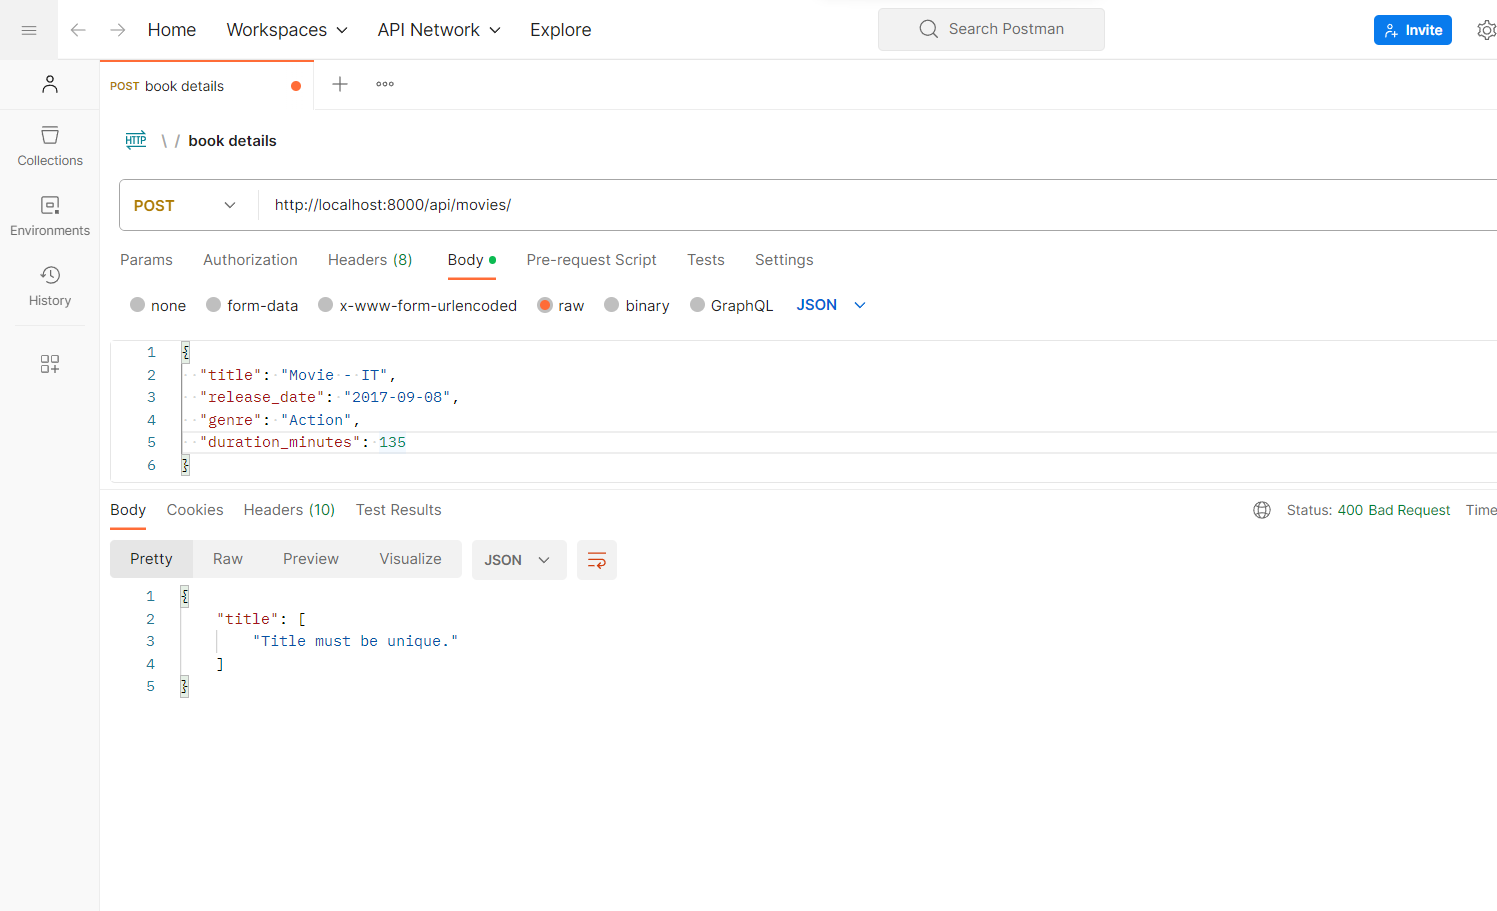 Home Workspaces API Network Explore Search Postman Invite
POST book details
HTTP \ / book details
Collections
Environments
History
POST http://localhost:8000/api/movies/
Params Authorization Headers (8) Body Pre-request Script Tests Settings
none form-data x-www-form-urlencoded raw binary GraphQL JSON
1 {
2 "title": "Movie - IT",
3 "release_date": "2017-09-08",
4 "genre": "Action",
5 "duration_minutes": 135
6 }
Body Cookies Headers (10) Test Results Status: 400 Bad Request Time
Pretty Raw Preview Visualize JSON
1 {
2 "title": [
3 "Title must be unique."
4 ]
5 }